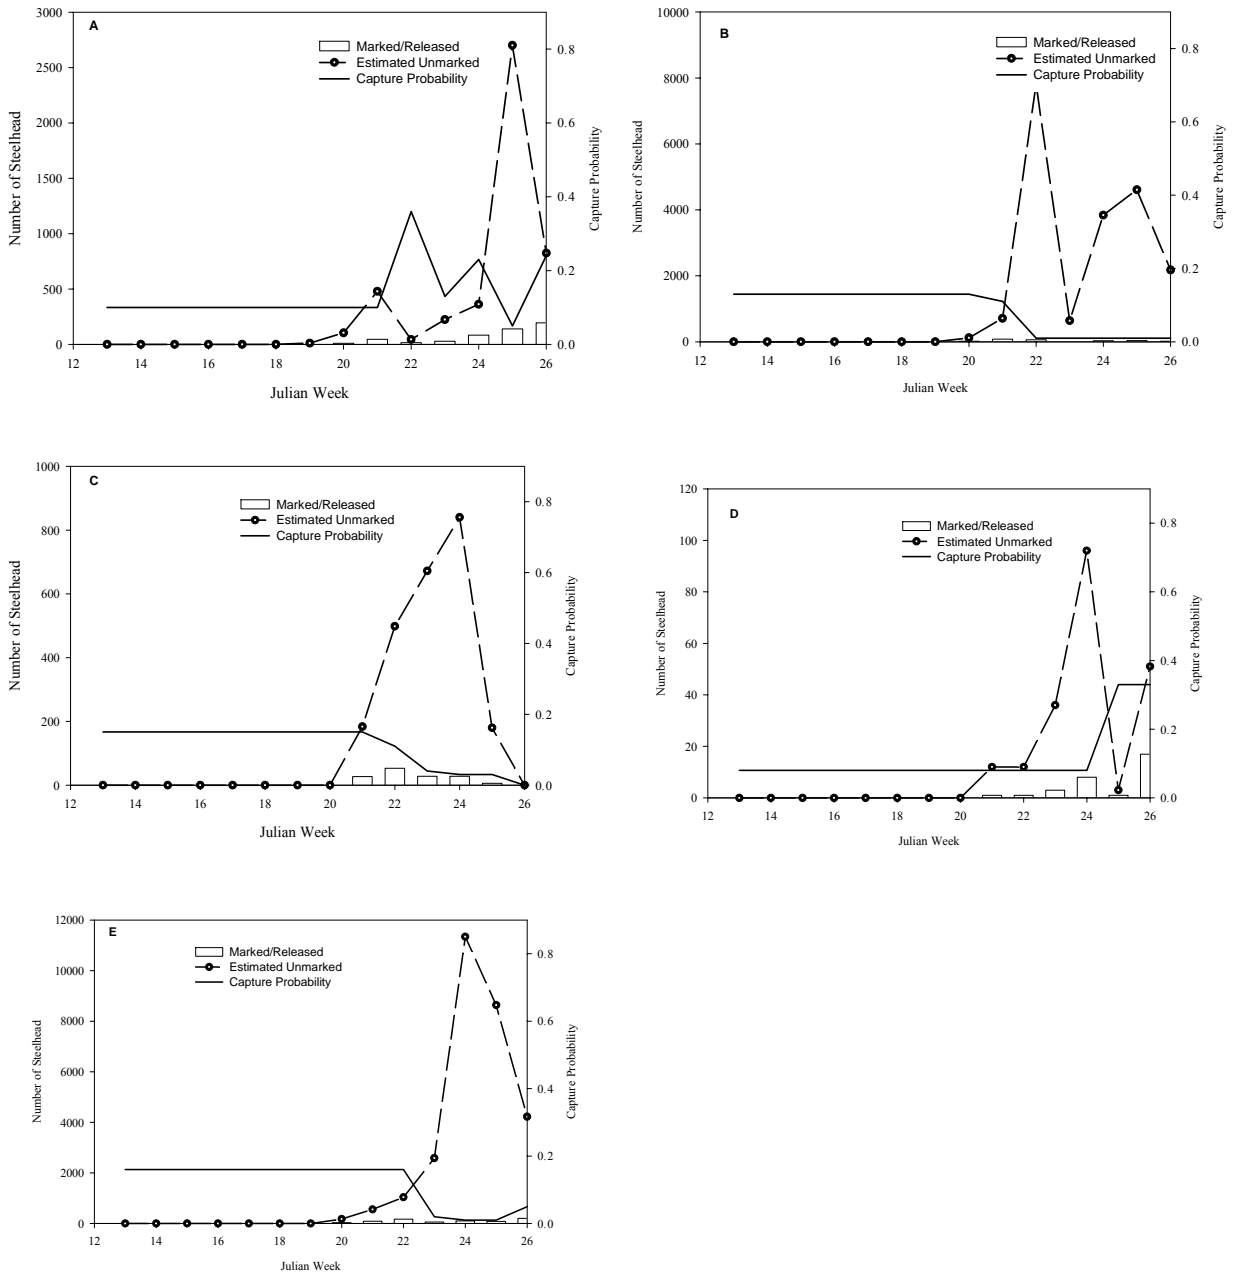 A
Marked/Released
Estimated Unmarked
Capture Probability
3000
2500
2000
1500
1000
500
0
0.8
0.6
0.4
0.2
0.0
12 14 16 18 20 22 24 26
Number of Steelhead
Capture Probability
Julian Week
B
Marked/Released
Estimated Unmarked
Capture Probability
10000
8000
6000
4000
2000
0
0.8
0.6
0.4
0.2
0.0
12 14 16 18 20 22 24 26
Number of Steelhead
Capture Probability
Julian Week
C
Marked/Released
Estimated Unmarked
Capture Probability
1000
800
600
400
200
0
0.8
0.6
0.4
0.2
0.0
12 14 16 18 20 22 24 26
Number of Steelhead
Capture Probability
Julian Week
D
Marked/Released
Estimated Unmarked
Capture Probability
120
100
80
60
40
20
0
0.8
0.6
0.4
0.2
0.0
12 14 16 18 20 22 24 26
Number of Steelhead
Capture Probability
Julian Week
E
Marked/Released
Estimated Unmarked
Capture Probability
12000
10000
8000
6000
4000
2000
0
0.8
0.6
0.4
0.2
0.0
12 14 16 18 20 22 24 26
Number of Steelhead
Capture Probability
Julian Week